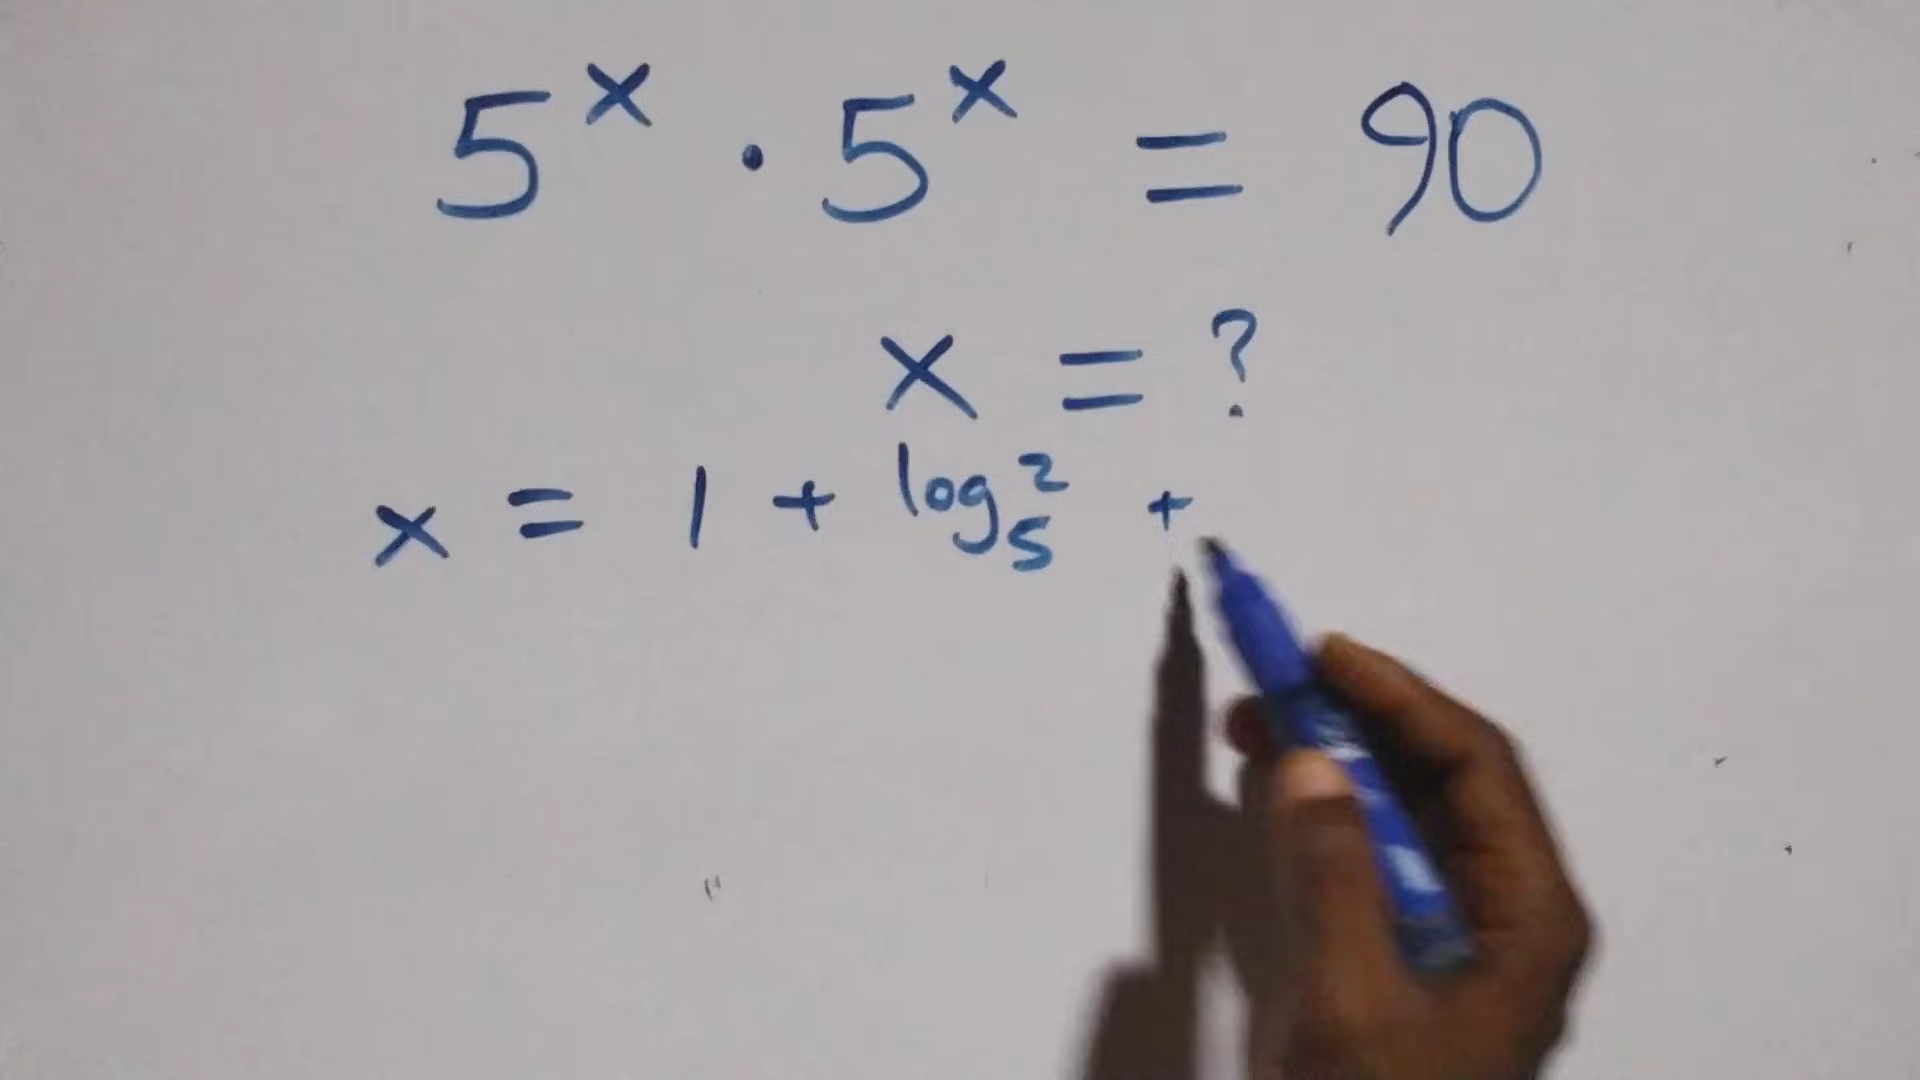 5^x · 5^x = 90
x = ?
x = 1 + log_5^2 +